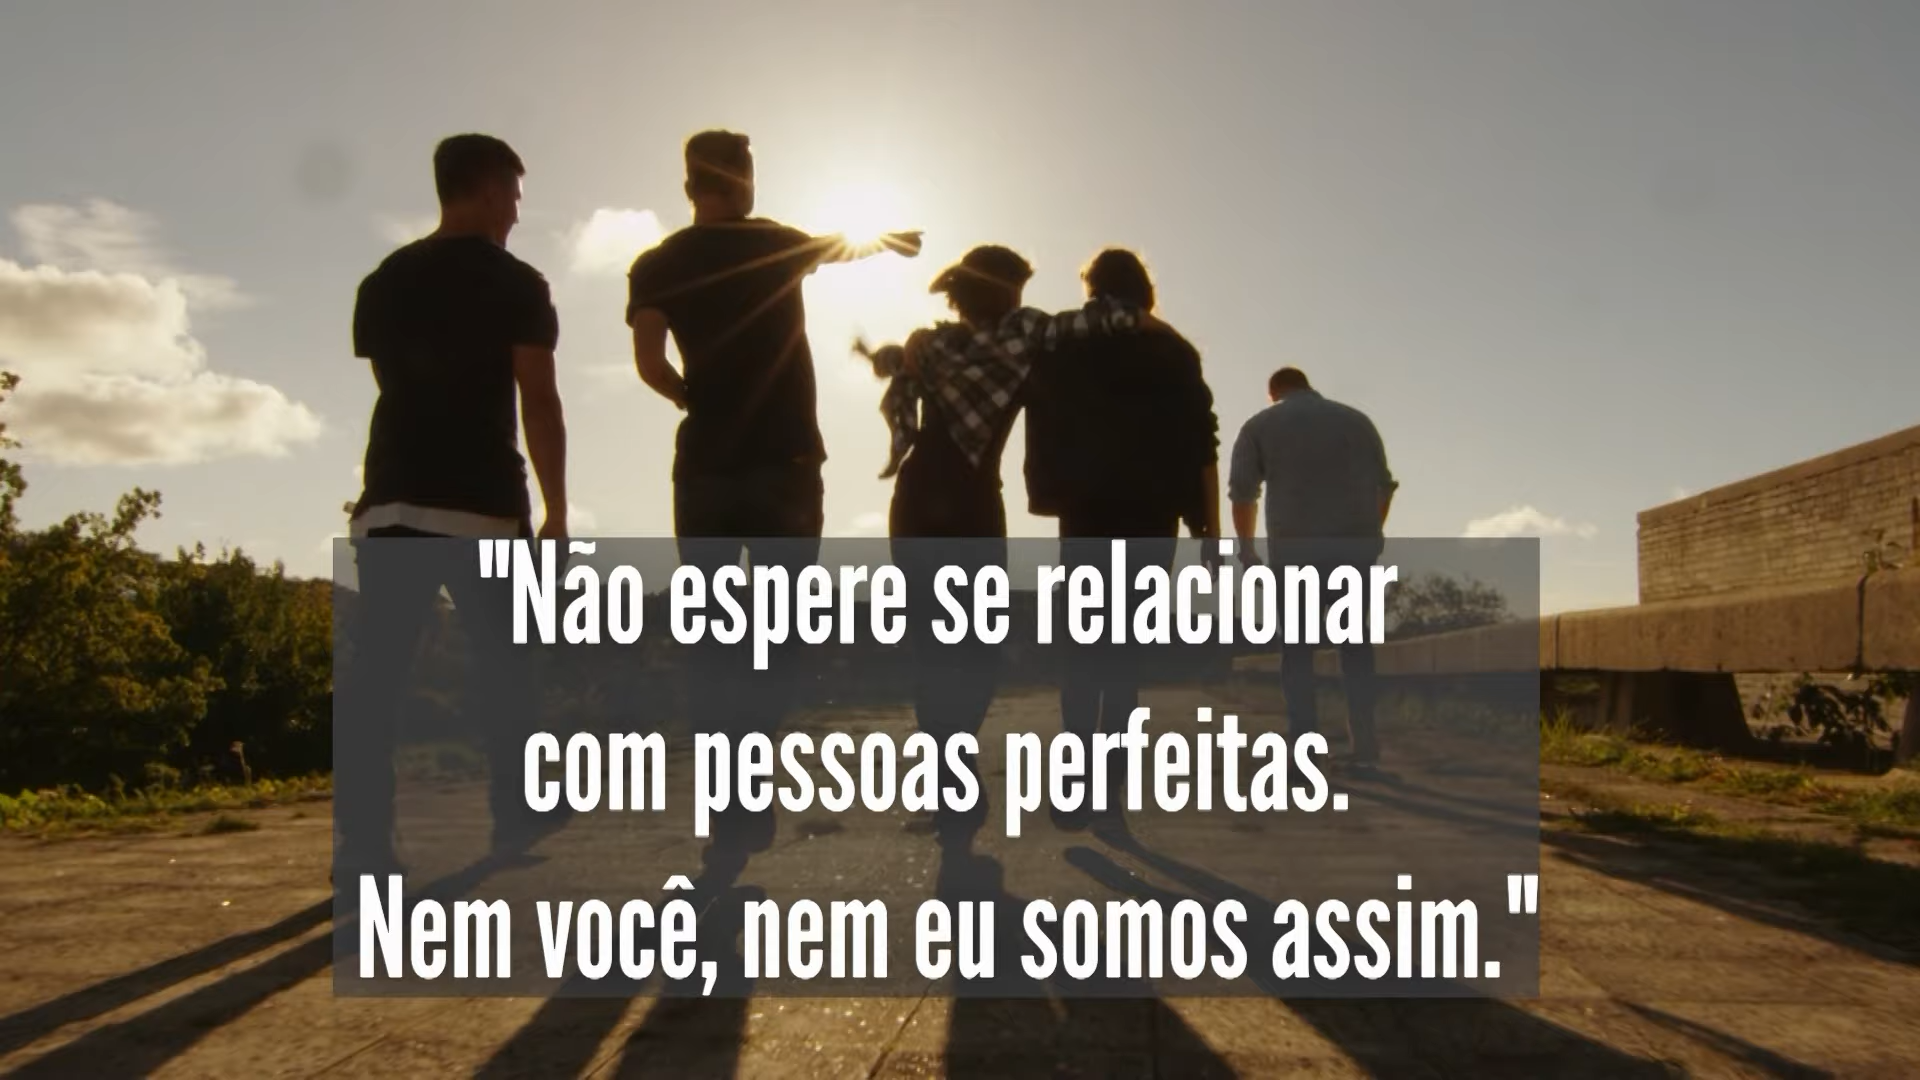 "Não espere se relacionar
com pessoas perfeitas.
Nem você, nem eu somos assim."